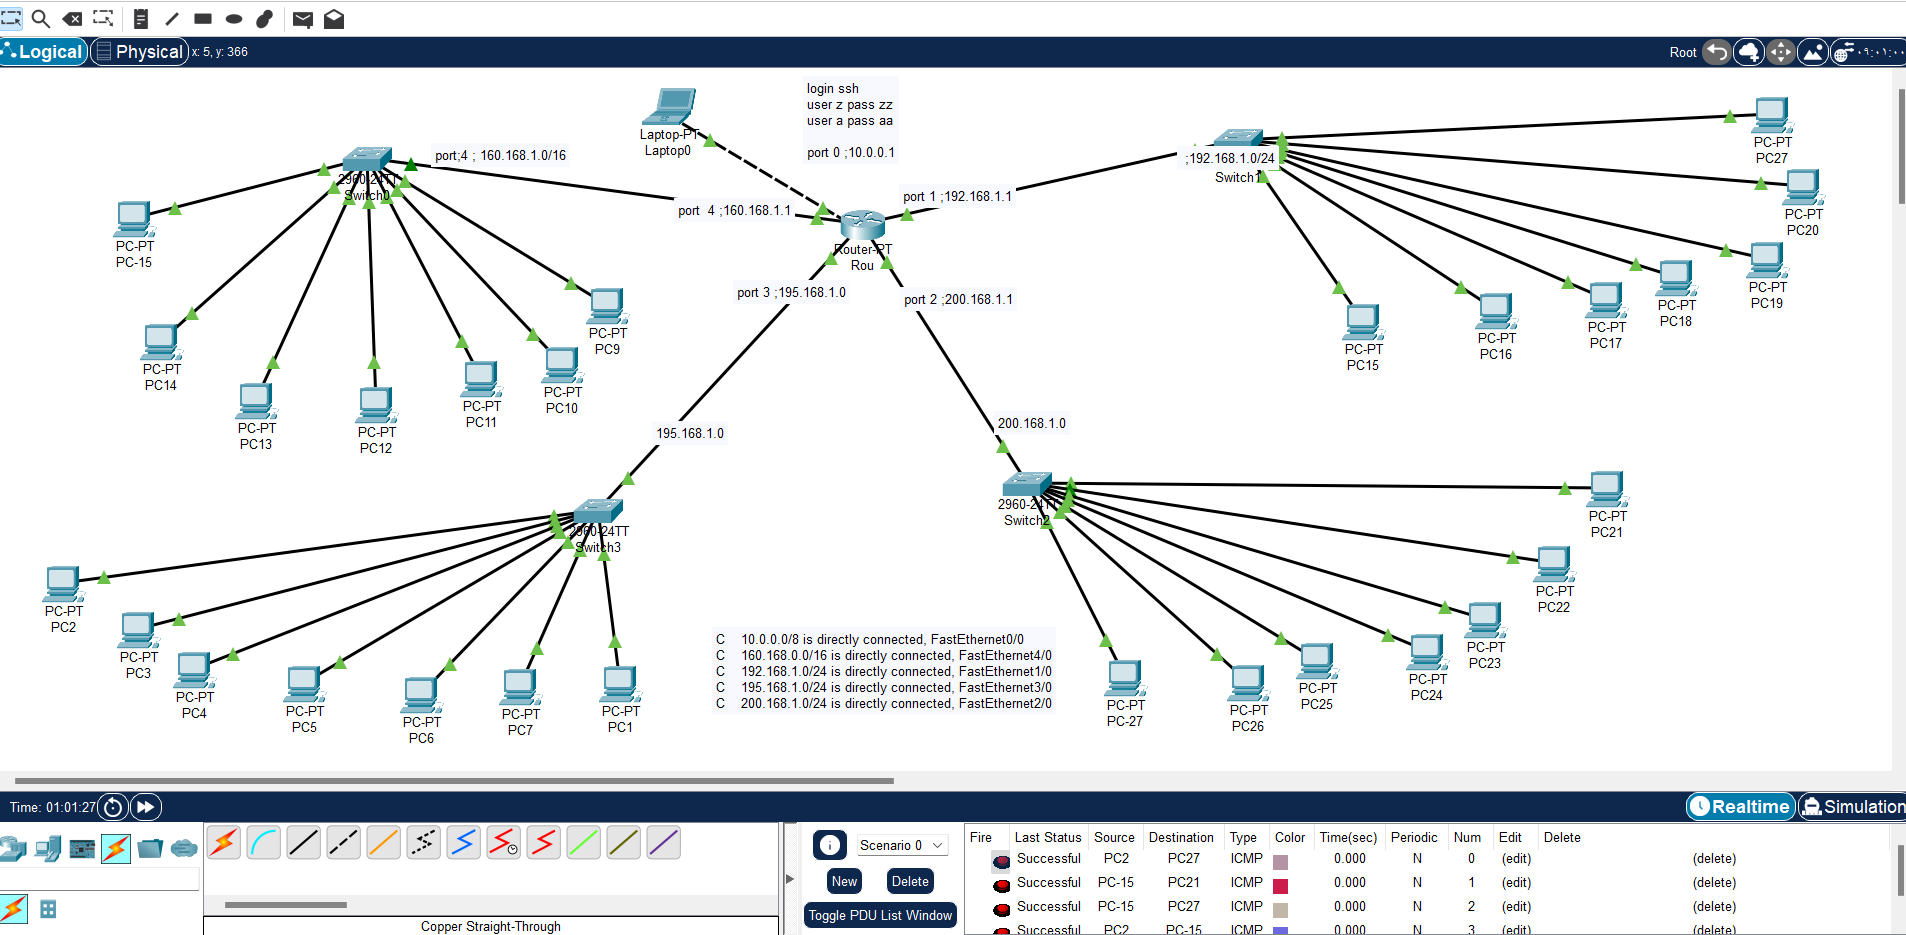 Logical
Physical
x: 5, y: 366
Root
٠٩:٠١:٠٠
login ssh
user z pass zz
user a pass aa
port 0 ;10.0.0.1
Laptop-PT
Laptop0
port;4 ; 160.168.1.0/16
2960-24TT
Switch0
port 4 ;160.168.1.1
port 1 ;192.168.1.1
;192.168.1.0/24
Switch1
Router-PT
Rou
port 3 ;195.168.1.0
port 2 ;200.168.1.1
PC-PT
PC27
PC-PT
PC20
PC-PT
PC19
PC-PT
PC18
PC-PT
PC17
PC-PT
PC16
PC-PT
PC15
PC-PT
PC-15
PC-PT
PC14
PC-PT
PC13
PC-PT
PC12
PC-PT
PC11
PC-PT
PC10
PC-PT
PC9
195.168.1.0
200.168.1.0
2960-24TT
Switch3
2960-24TT
Switch2
PC-PT
PC2
PC-PT
PC3
PC-PT
PC4
PC-PT
PC5
PC-PT
PC6
PC-PT
PC7
PC-PT
PC1
PC-PT
PC21
PC-PT
PC22
PC-PT
PC23
PC-PT
PC24
PC-PT
PC25
PC-PT
PC26
PC-PT
PC-27
C 10.0.0.0/8 is directly connected, FastEthernet0/0
C 160.168.0.0/16 is directly connected, FastEthernet4/0
C 192.168.1.0/24 is directly connected, FastEthernet1/0
C 195.168.1.0/24 is directly connected, FastEthernet3/0
C 200.168.1.0/24 is directly connected, FastEthernet2/0
Time: 01:01:27
Realtime
Simulation
Scenario 0
New
Delete
Toggle PDU List Window
Copper Straight-Through
Fire Last Status Source Destination Type Color Time(sec) Periodic Num Edit Delete
Successful PC2 PC27 ICMP 0.000 N 0 (edit) (delete)
Successful PC-15 PC21 ICMP 0.000 N 1 (edit) (delete)
Successful PC-15 PC27 ICMP 0.000 N 2 (edit) (delete)
Successful PC2 PC-15 ICMP 0.000 N 3 (edit) (delete)